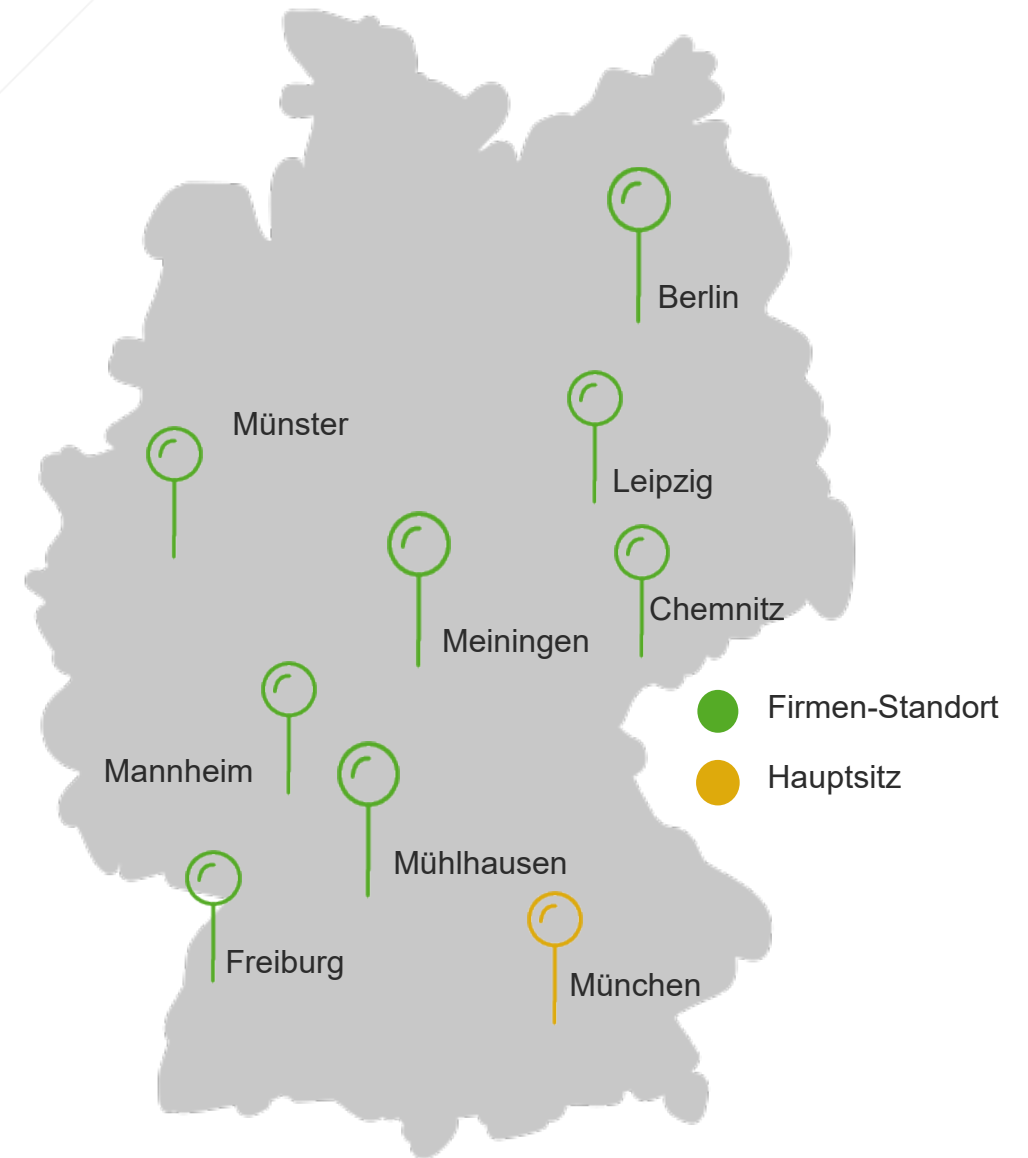 Berlin
Münster
Leipzig
Chemnitz
Meiningen
Firmen-Standort
Mannheim
Hauptsitz
Mühlhausen
Freiburg
München